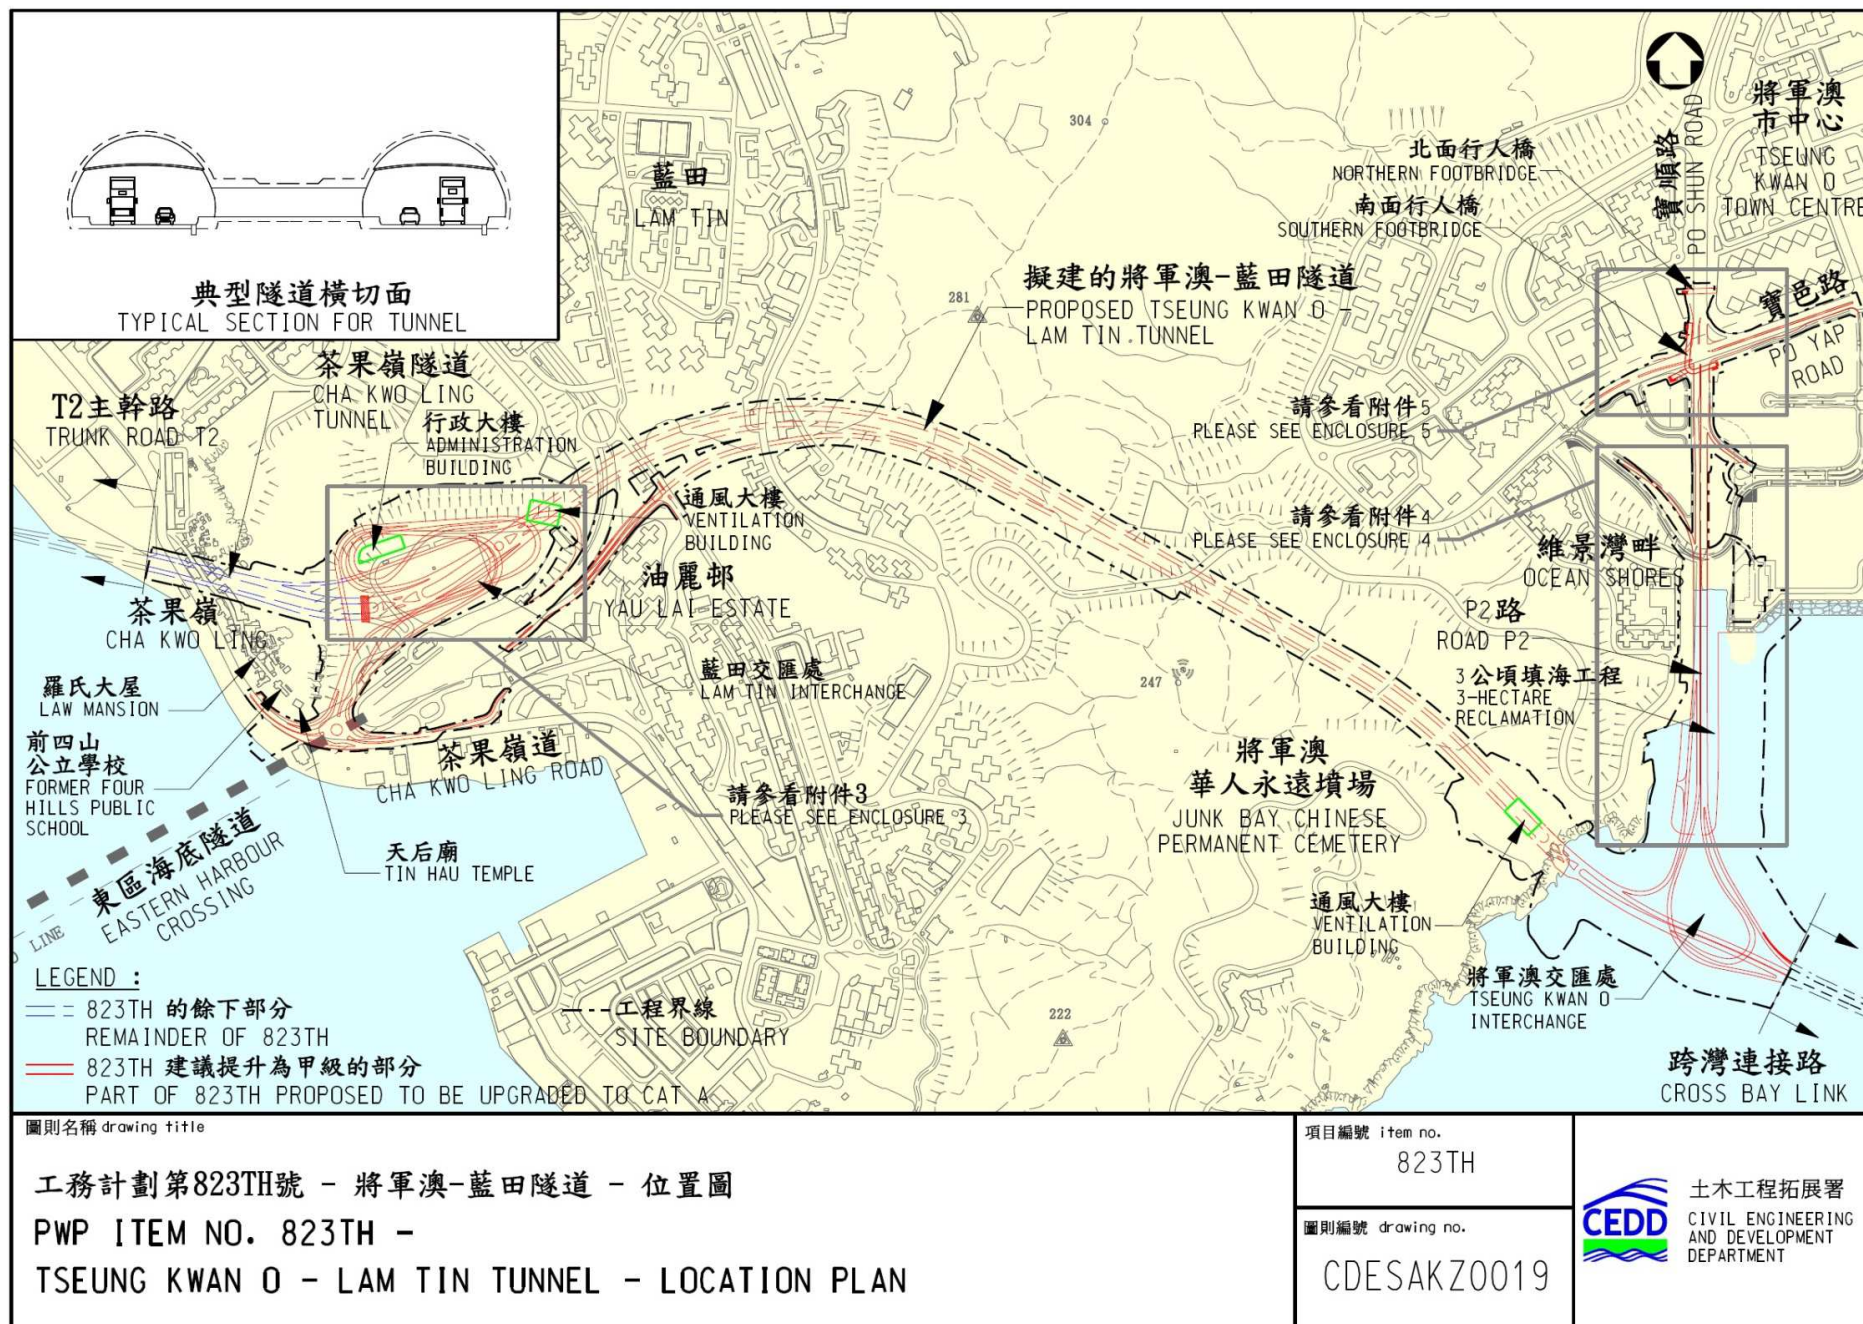 典型隧道橫切面
TYPICAL SECTION FOR TUNNEL
藍田
LAM TIN
304
281
247
222
擬建的將軍澳-藍田隧道
PROPOSED TSEUNG KWAN O -
LAM TIN TUNNEL
北面行人橋
NORTHERN FOOTBRIDGE
南面行人橋
SOUTHERN FOOTBRIDGE
寶順路
PO SHUN ROAD
將軍澳
市中心
TSEUNG
KWAN O
TOWN CENTRE
寶邑路
PO YAP
ROAD
請參看附件5
PLEASE SEE ENCLOSURE 5
請參看附件4
PLEASE SEE ENCLOSURE 4
維景灣畔
OCEAN SHORES
P2路
ROAD P2
3公頃填海工程
3-HECTARE
RECLAMATION
T2主幹路
TRUNK ROAD T2
茶果嶺隧道
CHA KWO LING
TUNNEL
行政大樓
ADMINISTRATION
BUILDING
通風大樓
VENTILATION
BUILDING
油麗邨
YAU LAI ESTATE
茶果嶺
CHA KWO LING
藍田交匯處
LAM TIN INTERCHANGE
羅氏大屋
LAW MANSION
前四山
公立學校
FORMER FOUR
HILLS PUBLIC
SCHOOL
茶果嶺道
CHA KWO LING ROAD
請參看附件3
PLEASE SEE ENCLOSURE 3
天后廟
TIN HAU TEMPLE
東區海底隧道
EASTERN HARBOUR
CROSSING
LINE
將軍澳
華人永遠墳場
JUNK BAY CHINESE
PERMANENT CEMETERY
通風大樓
VENTILATION
BUILDING
將軍澳交匯處
TSEUNG KWAN O
INTERCHANGE
跨灣連接路
CROSS BAY LINK
LEGEND :
823TH 的餘下部分
REMAINDER OF 823TH
823TH 建議提升為甲級的部分
PART OF 823TH PROPOSED TO BE UPGRADED TO CAT A
工程界線
SITE BOUNDARY
圖則名稱 drawing title
工務計劃第823TH號 - 將軍澳-藍田隧道 - 位置圖
PWP ITEM NO. 823TH -
TSEUNG KWAN O - LAM TIN TUNNEL - LOCATION PLAN
項目編號 item no.
823TH
圖則編號 drawing no.
CDESAKZ0019
CEDD
土木工程拓展署
CIVIL ENGINEERING
AND DEVELOPMENT
DEPARTMENT